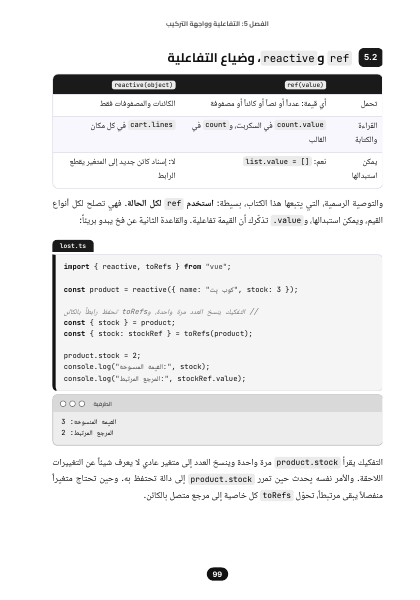 الفصل 5: التفاعلية وواجهة التركيب
5.2 ref وreactive، وضياع التفاعلية
ref(value) reactive(object)
تحمل أي قيمة: عدداً أو نصاً أو كائناً أو مصفوفة الكائنات والمصفوفات فقط
القراءة count.value في السكربت، وcount في cart.lines في كل مكان
والكتابة القالب
يمكن نعم: list.value = [] لا: إسناد كائن جديد إلى المتغير يقطع
استبدالها الرابط
والتوصية الرسمية، التي يتبعها هذا الكتاب، بسيطة: استخدم ref لكل الحالة. فهي تصلح لكل أنواع
القيم، ويمكن استبدالها، و.value تذكّرك أن القيمة تفاعلية. والقاعدة الثانية عن فخ يبدو بريئاً:
lost.ts
import { reactive, toRefs } from "vue";
const product = reactive({ name: "كوب بن", stock: 3 });
// التفكيك ينسخ العدد مرة واحدة، وtoRefs تحفظ رابطاً بالكائن
const { stock } = product;
const { stock: stockRef } = toRefs(product);
product.stock = 2;
console.log("القيمة المنسوخة:", stock);
console.log("المرجع المرتبط:", stockRef.value);
الطرفية
القيمة المنسوخة: 3
المرجع المرتبط: 2
التفكيك يقرأ product.stock مرة واحدة وينسخ العدد إلى متغير عادي لا يعرف شيئاً عن التغييرات
اللاحقة. والأمر نفسه يحدث حين تمرر product.stock إلى دالة تحتفظ به. وحين تحتاج متغيراً
منفصلاً يبقى مرتبطاً، تحوّل toRefs كل خاصية إلى مرجع متصل بالكائن.
99